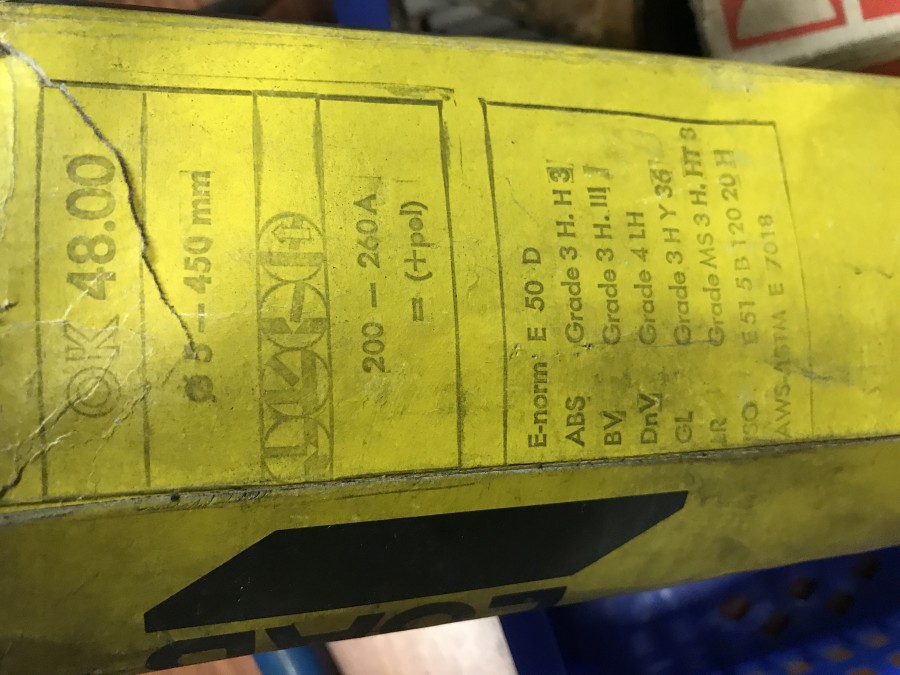 OK 48.00
ø 5 — 450 mm
200 — 260A
= (+pol)
E-norm E 50 D
ABS Grade 3 H. H 3
BV Grade 3 H. III
DnV Grade 4 LH
GL Grade 3 H Y 36
LR Grade MS 3 H. HT 3
ISO E 51 5 B 120 20 H
AWS-ASTM E 7018